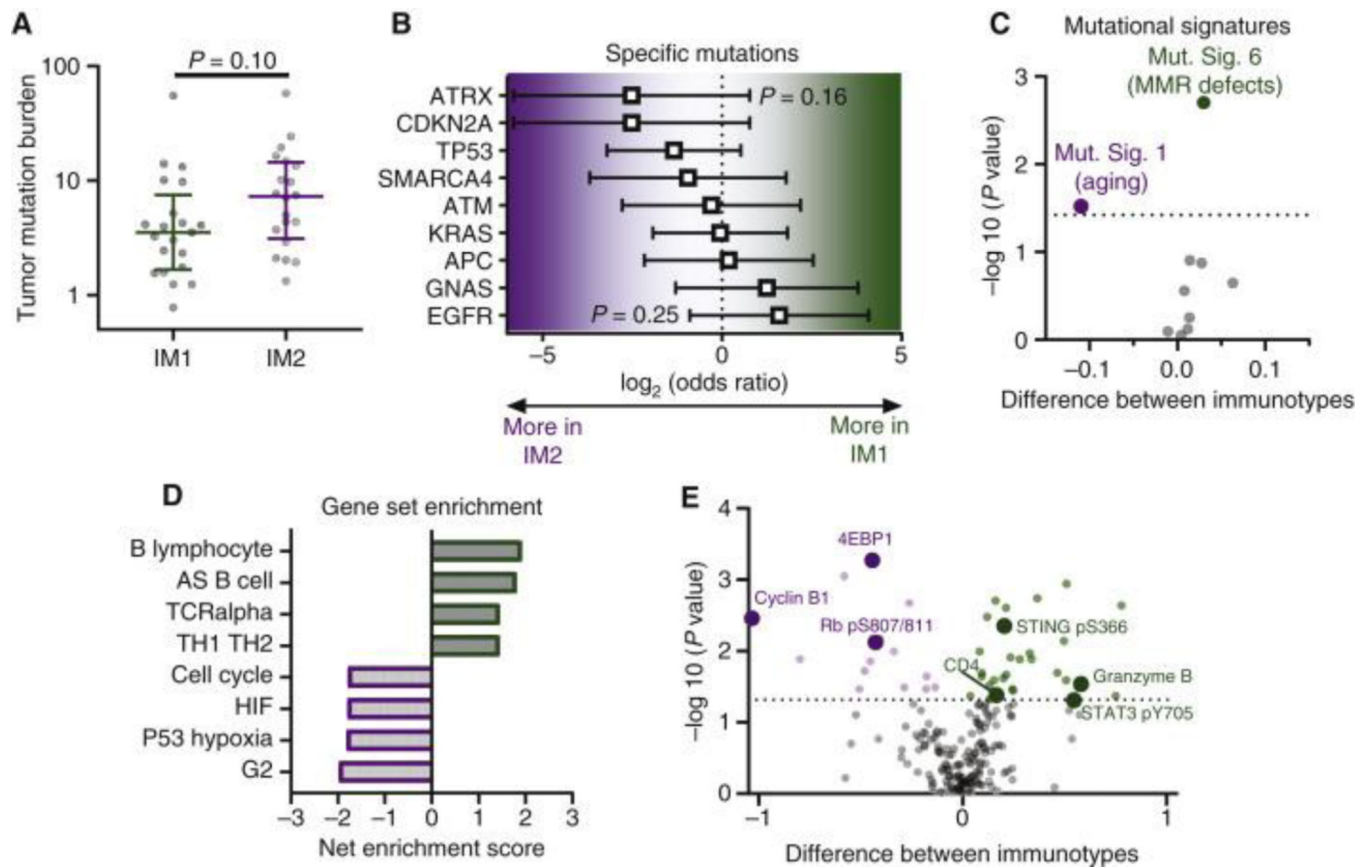 A
P = 0.10
100
10
1
Tumor mutation burden
IM1
IM2
B
Specific mutations
ATRX
P = 0.16
CDKN2A
TP53
SMARCA4
ATM
KRAS
APC
GNAS
EGFR
P = 0.25
–5
0
5
log2 (odds ratio)
More in
IM2
More in
IM1
C
Mutational signatures
Mut. Sig. 6
(MMR defects)
Mut. Sig. 1
(aging)
3
2
1
0
–log 10 (P value)
–0.1
0.0
0.1
Difference between immunotypes
D
Gene set enrichment
B lymphocyte
AS B cell
TCRalpha
TH1 TH2
Cell cycle
HIF
P53 hypoxia
G2
–3
–2
–1
0
1
2
3
Net enrichment score
E
4
3
2
1
0
–log 10 (P value)
4EBP1
Cyclin B1
Rb pS807/811
STING pS366
CD4
Granzyme B
STAT3 pY705
–1
0
1
Difference between immunotypes